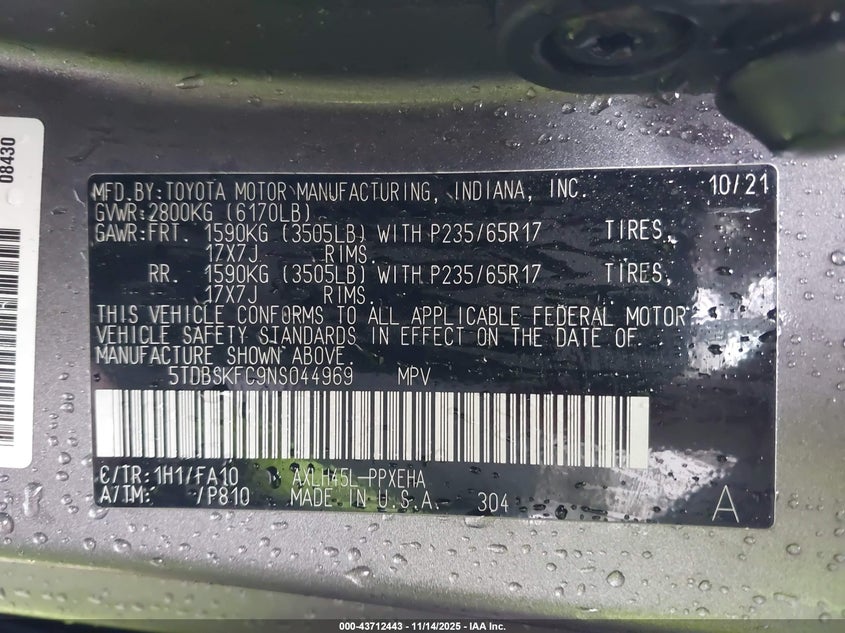 08430
MFD.BY:TOYOTA MOTOR MANUFACTURING, INDIANA, INC. 10/21
GVWR:2800KG (6170LB)
GAWR:FRT. 1590KG (3505LB) WITH P235/65R17 TIRES,
17X7J RIMS.
RR. 1590KG (3505LB) WITH P235/65R17 TIRES,
17X7J RIMS.
THIS VEHICLE CONFORMS TO ALL APPLICABLE FEDERAL MOTOR
VEHICLE SAFETY STANDARDS IN EFFECT ON THE DATE OF
MANUFACTURE SHOWN ABOVE.
5TDBSKFC9NS044969 MPV
C/TR:1H1/FA10 AXLH45L-PPXEHA
A/TM: /P810 MADE IN U.S.A. 304 A
000-43712443 - 11/14/2025 - IAA Inc.